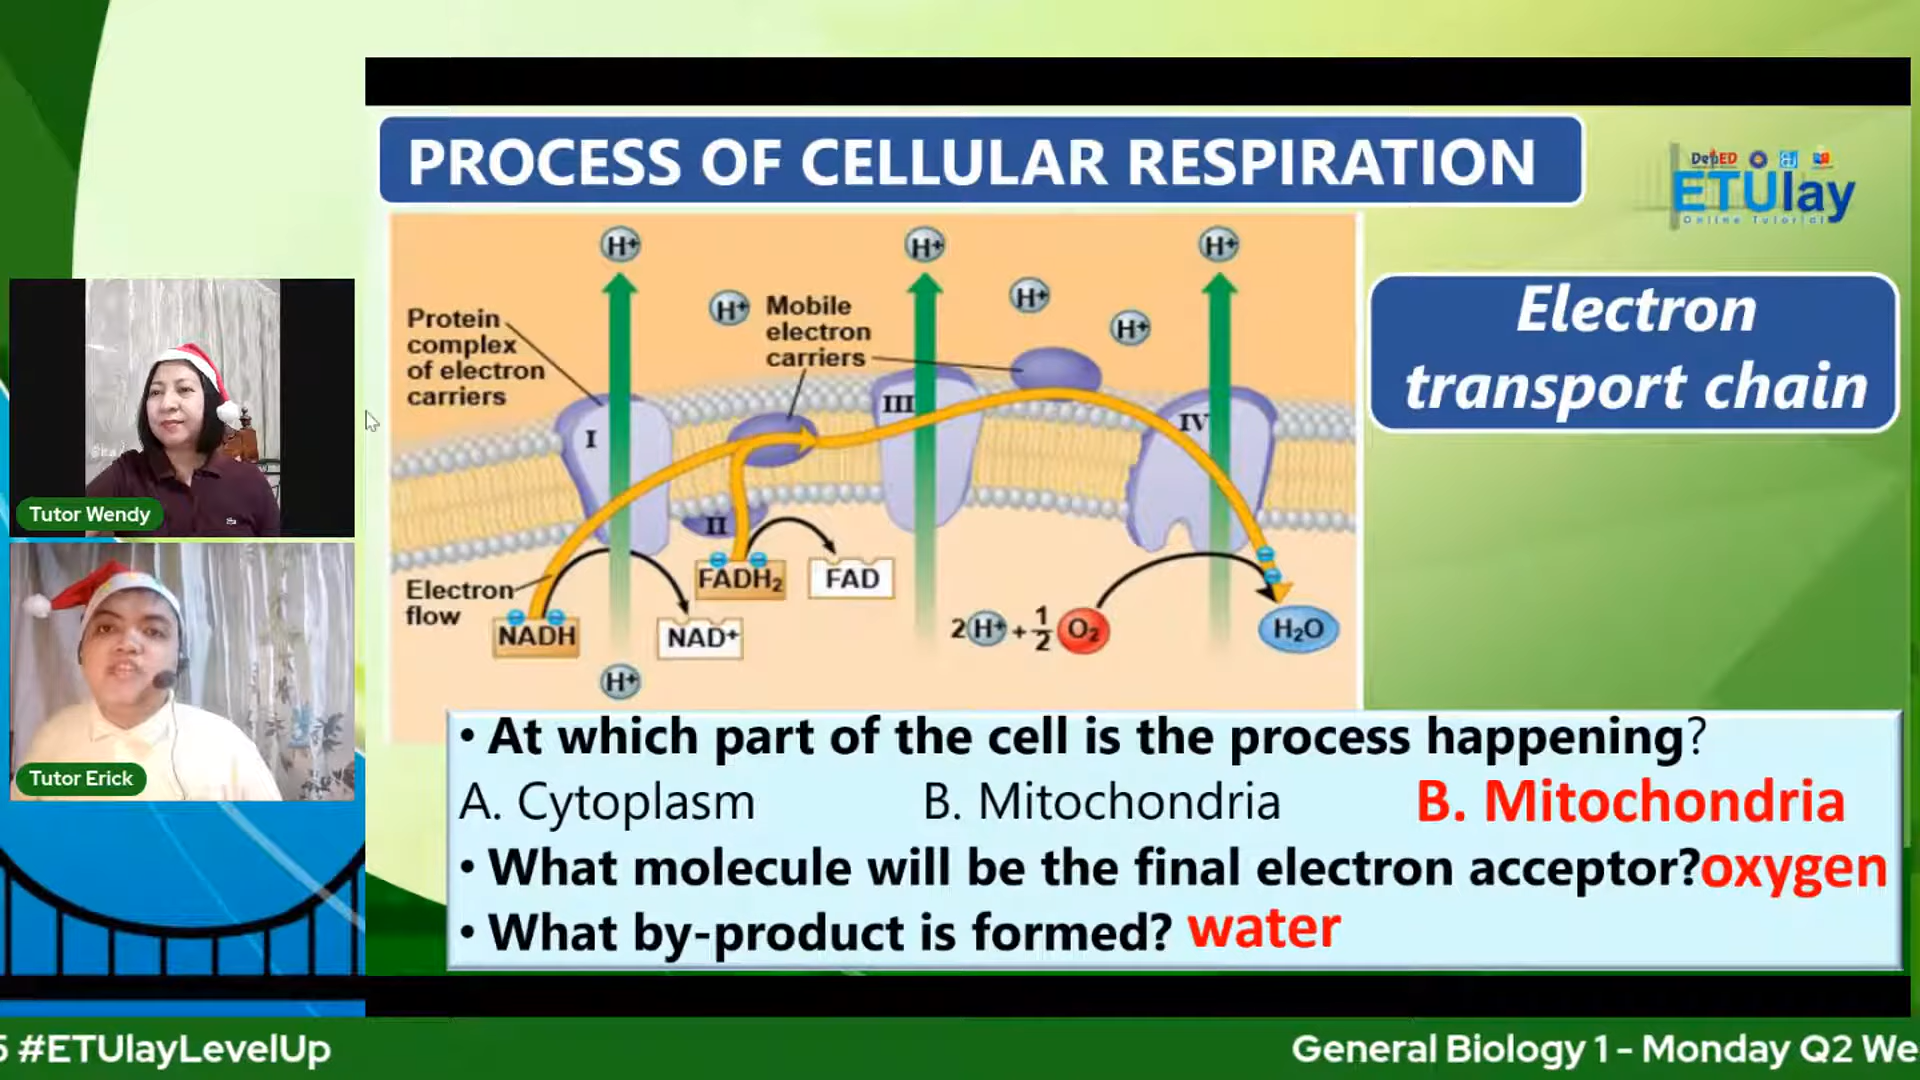 PROCESS OF CELLULAR RESPIRATION
DepED
ETUlay
Online Tutorial
Electron
transport chain
H+
H+
H+
H+
H+
H+
Protein
complex
of electron
carriers
Mobile
electron
carriers
I
II
III
IV
Electron
flow
NADH
NAD+
FADH₂
FAD
H+
2 H+ + 1/2 O₂
H₂O
• At which part of the cell is the process happening?
A. Cytoplasm B. Mitochondria B. Mitochondria
• What molecule will be the final electron acceptor?oxygen
• What by-product is formed? water
Tutor Wendy
Tutor Erick
5 #ETUlayLevelUp
General Biology 1 - Monday Q2 We